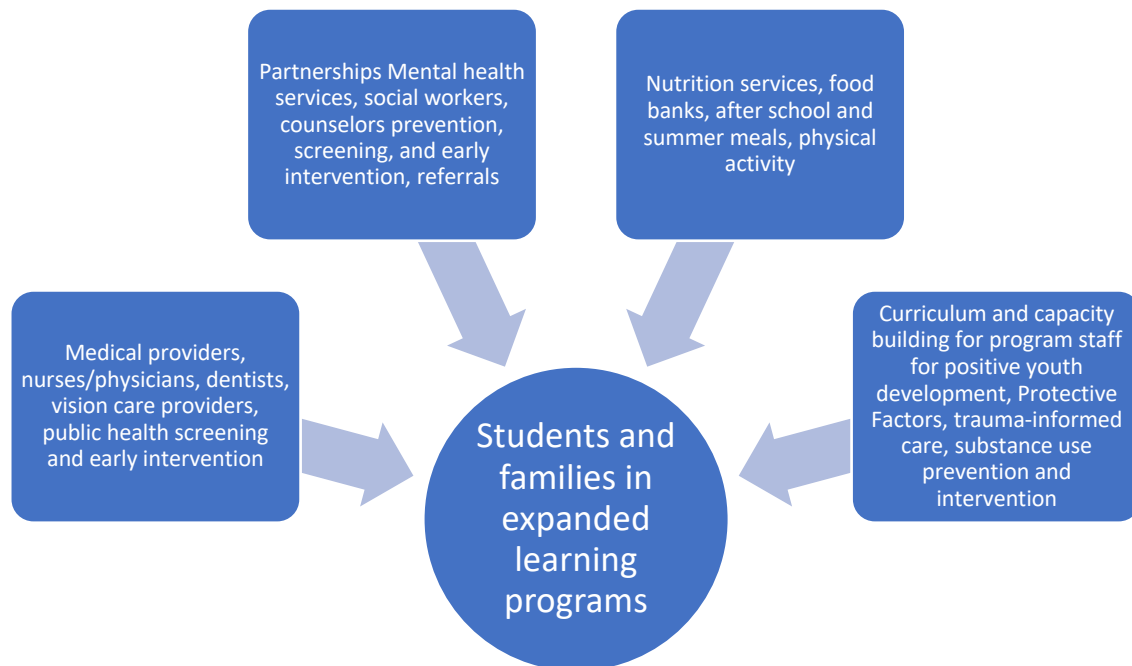 Partnerships Mental health
services, social workers,
counselors prevention,
screening, and early
intervention, referrals
Nutrition services, food
banks, after school and
summer meals, physical
activity
Medical providers,
nurses/physicians, dentists,
vision care providers,
public health screening
and early intervention
Curriculum and capacity
building for program staff
for positive youth
development, Protective
Factors, trauma-informed
care, substance use
prevention and
intervention
Students and
families in
expanded
learning
programs